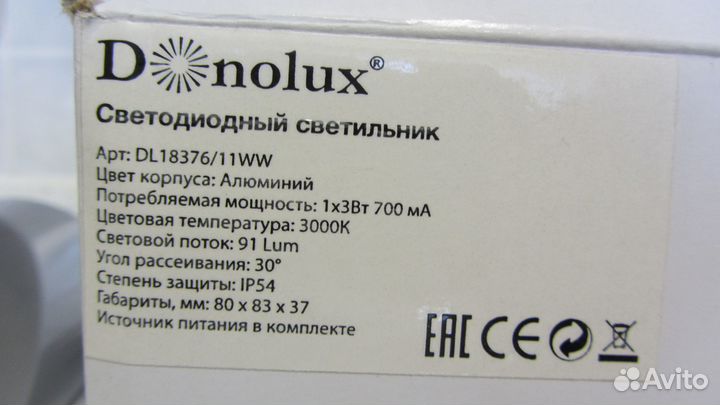 Donolux®
Светодиодный светильник
Арт: DL18376/11WW
Цвет корпуса: Алюминий
Потребляемая мощность: 1х3Вт 700 мА
Цветовая температура: 3000К
Световой поток: 91 Lum
Угол рассеивания: 30°
Степень защиты: IP54
Габариты, мм: 80 x 83 x 37
Источник питания в комплекте
EAC CE
Avito